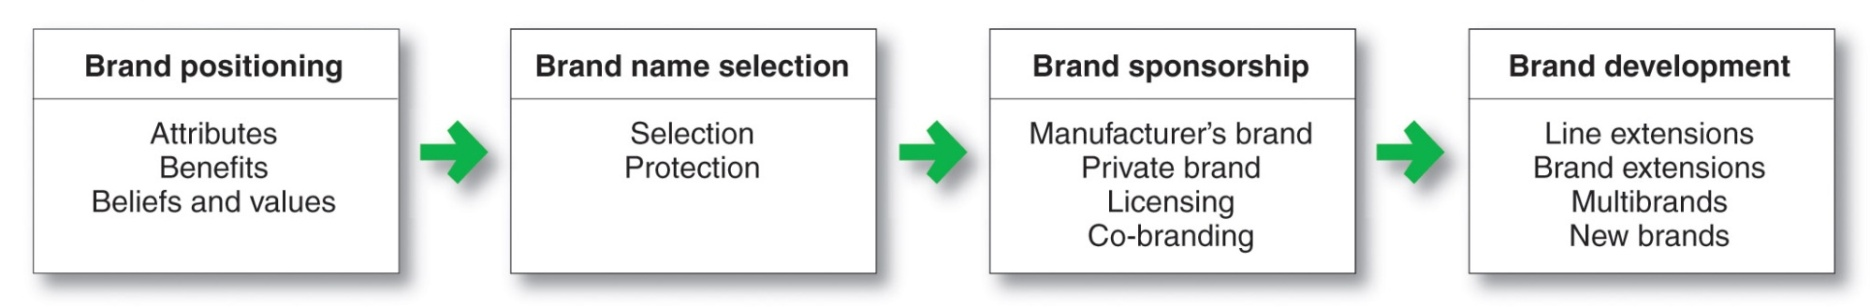 Brand positioning
Attributes
Benefits
Beliefs and values
Brand name selection
Selection
Protection
Brand sponsorship
Manufacturer’s brand
Private brand
Licensing
Co-branding
Brand development
Line extensions
Brand extensions
Multibrands
New brands